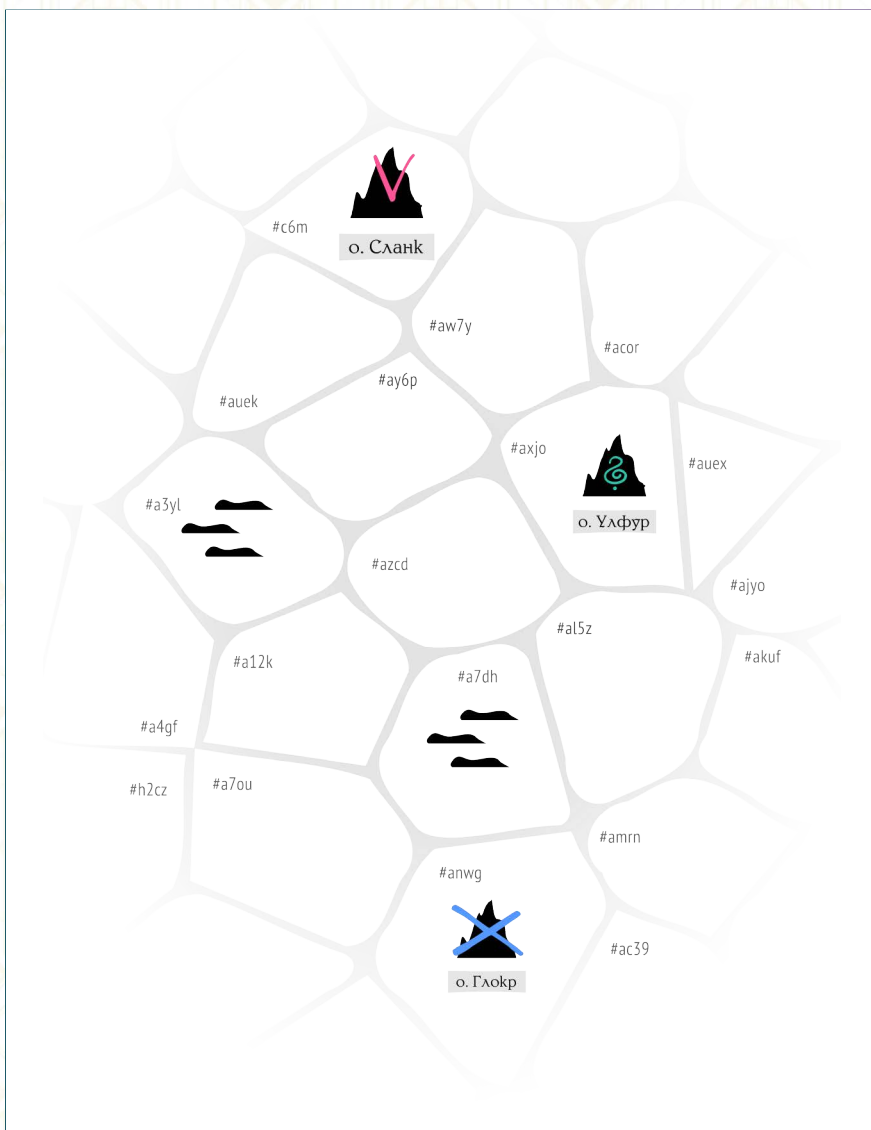 #c6m
о. Сланк
#aw7y
#acor
#ay6p
#auek
#axjo
#auex
#a3yl
о. Улфур
#azcd
#ajyo
#al5z
#akuf
#a12k
#a7dh
#a4gf
#a7ou
#h2cz
#amrn
#anwg
#ac39
о. Глокр